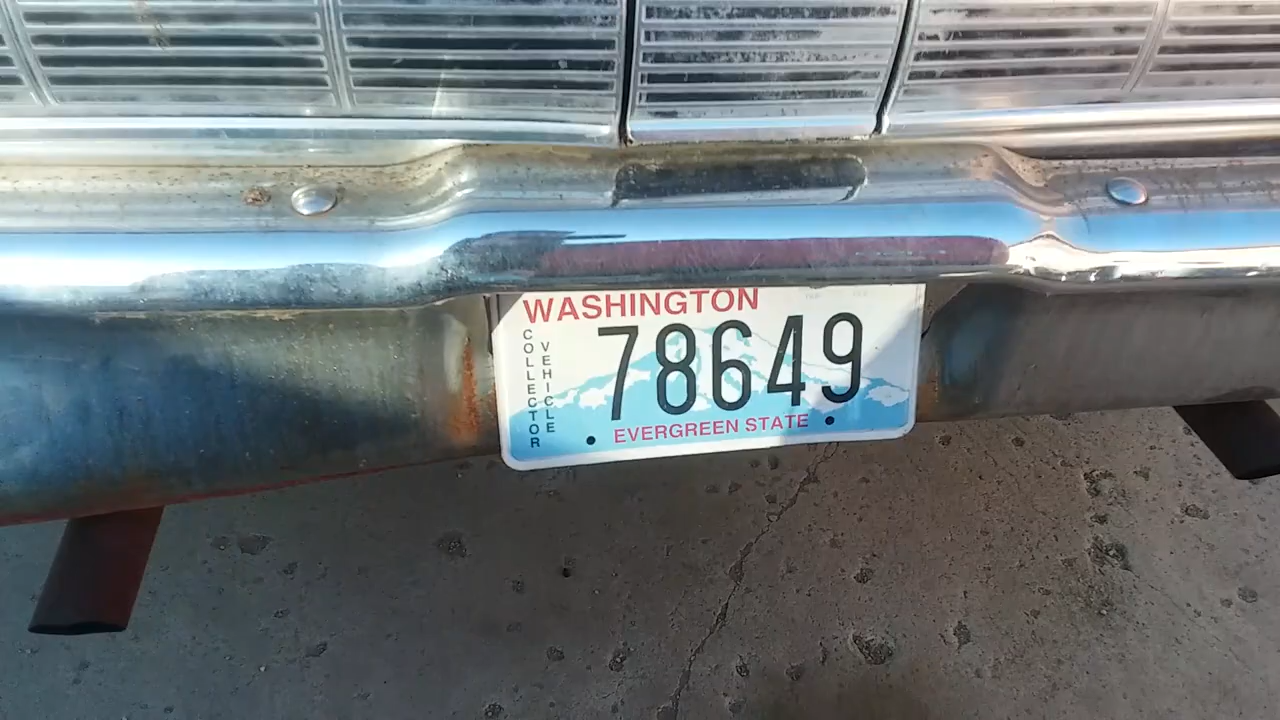 WASHINGTON
COLLECTOR
VEHICLE
78649
EVERGREEN STATE